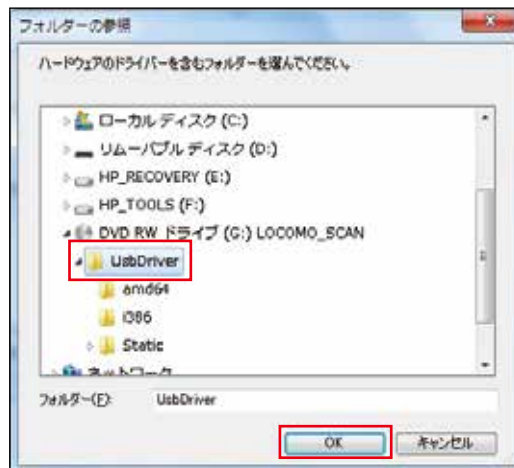 フォルダーの参照
ハードウェアのドライバーを含むフォルダーを選んでください。
ローカル ディスク (C:)
リムーバブル ディスク (D:)
HP_RECOVERY (E:)
HP_TOOLS (F:)
DVD RW ドライブ (G:) LOCOMO_SCAN
UsbDriver
amd64
i386
Static
ネットワーク
フォルダー(F): UsbDriver
OK キャンセル